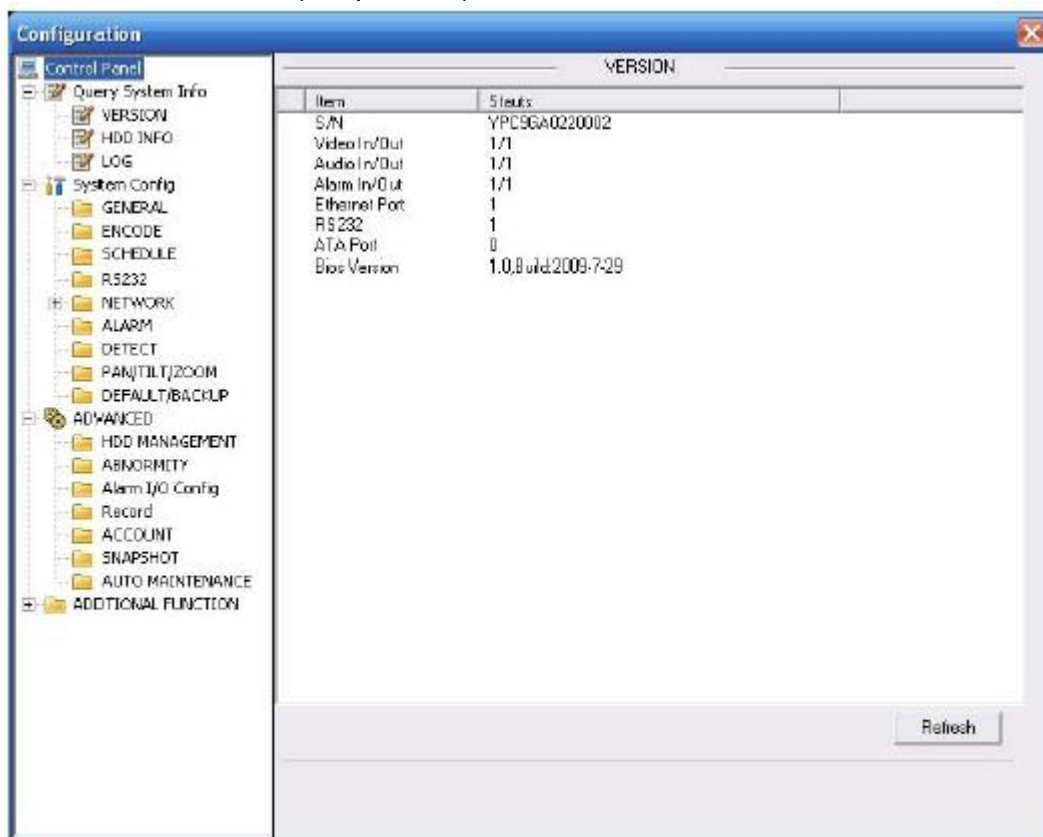 Configuration
Control Panel
Query System Info
VERSION
HDD INFO
LOG
System Config
GENERAL
ENCODE
SCHEDULE
RS232
NETWORK
ALARM
DETECT
PAN/TILT/ZOOM
DEFAULT/BACKUP
ADVANCED
HDD MANAGEMENT
ABNORMITY
Alarm I/O Config
Record
ACCOUNT
SNAPSHOT
AUTO MAINTENANCE
ADDTIONAL FUNCTION
VERSION
Item Stauts
S/N YPC9GA0220002
Video In/Out 1/1
Audio In/Out 1/1
Alarm In/Out 1/1
Ethernet Port 1
RS232 1
ATA Port 0
Bios Version 1.0,Build:2009-7-29
Refresh